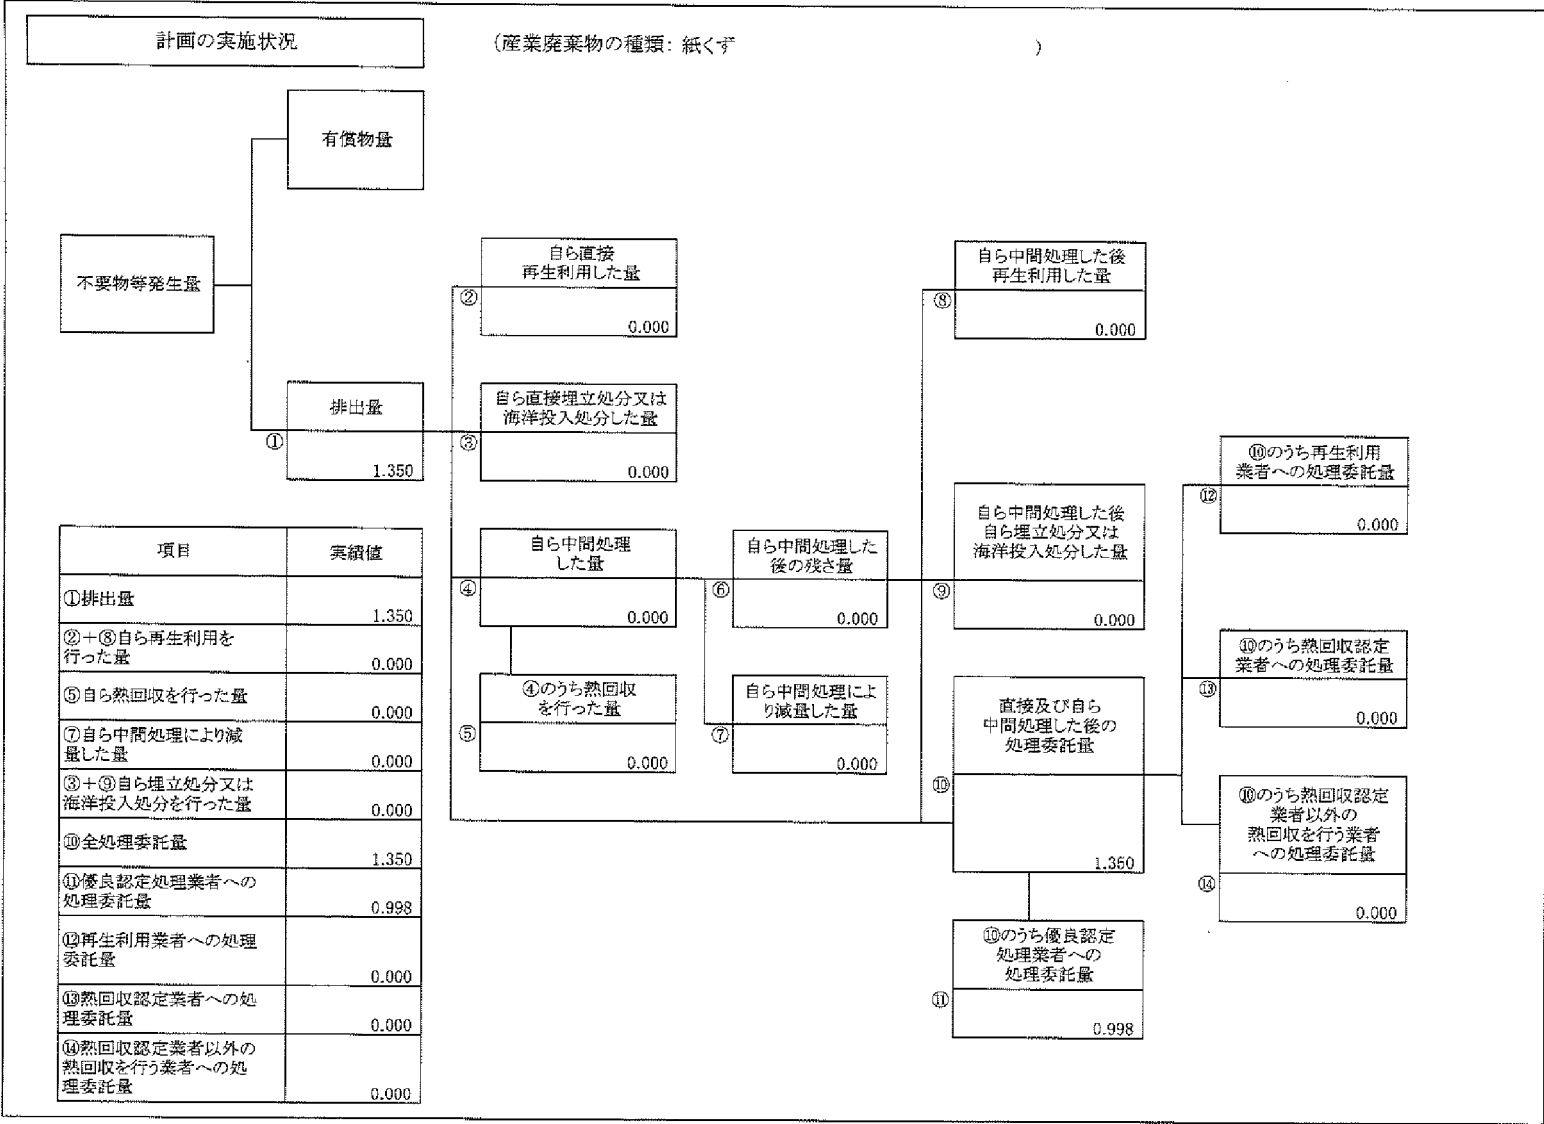 計画の実施状況
（産業廃棄物の種類：紙くず　）
有償物量
不要物等発生量
排出量
①
1.350
自ら直接
再生利用した量
②
0.000
自ら直接埋立処分又は
海洋投入処分した量
③
0.000
自ら中間処理
した量
④
0.000
④のうち熱回収
を行った量
⑤
0.000
自ら中間処理した
後の残さ量
⑥
0.000
自ら中間処理によ
り減量した量
⑦
0.000
自ら中間処理した後
再生利用した量
⑧
0.000
自ら中間処理した後
自ら埋立処分又は
海洋投入処分した量
⑨
0.000
直接及び自ら
中間処理した後の
処理委託量
⑩
1.350
⑩のうち優良認定
処理業者への
処理委託量
⑪
0.998
⑩のうち再生利用
業者への処理委託量
⑫
0.000
⑩のうち熱回収認定
業者への処理委託量
⑬
0.000
⑩のうち熱回収認定
業者以外の
熱回収を行う業者
への処理委託量
⑭
0.000
項目 実績値
①排出量
1.350
②＋⑧自ら再生利用を
行った量
0.000
⑤自ら熱回収を行った量
0.000
⑦自ら中間処理により減
量した量
0.000
③＋⑨自ら埋立処分又は
海洋投入処分を行った量
0.000
⑩全処理委託量
1.350
⑪優良認定処理業者への
処理委託量
0.998
⑫再生利用業者への処理
委託量
0.000
⑬熱回収認定業者への処
理委託量
0.000
⑭熱回収認定業者以外の
熱回収を行う業者への処
理委託量
0.000